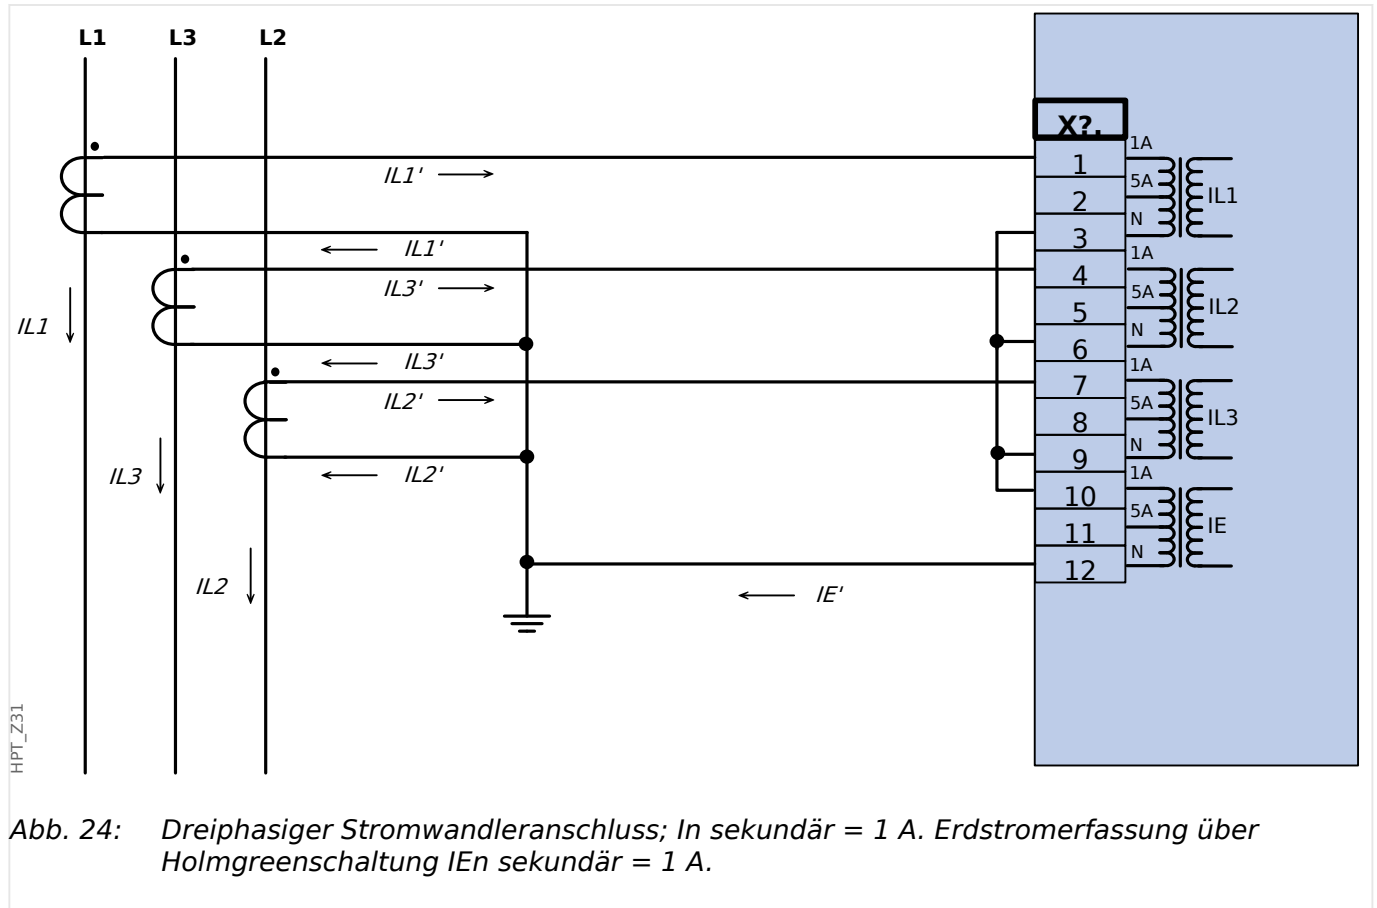 L1 L3 L2
X?.
1A
1
IL1'
5A
IL1
2
N
3
IL1'
1A
4
IL3'
5A
IL2
5
IL1
N
6
IL3'
1A
7
IL2'
5A
IL3
8
N
9
IL2'
IL3
1A
10
5A
IE
11
N
12
IL2
IE'
HPT_Z31
Abb. 24: Dreiphasiger Stromwandleranschluss; In sekundär = 1 A. Erdstromerfassung über
Holmgreenschaltung IEn sekundär = 1 A.